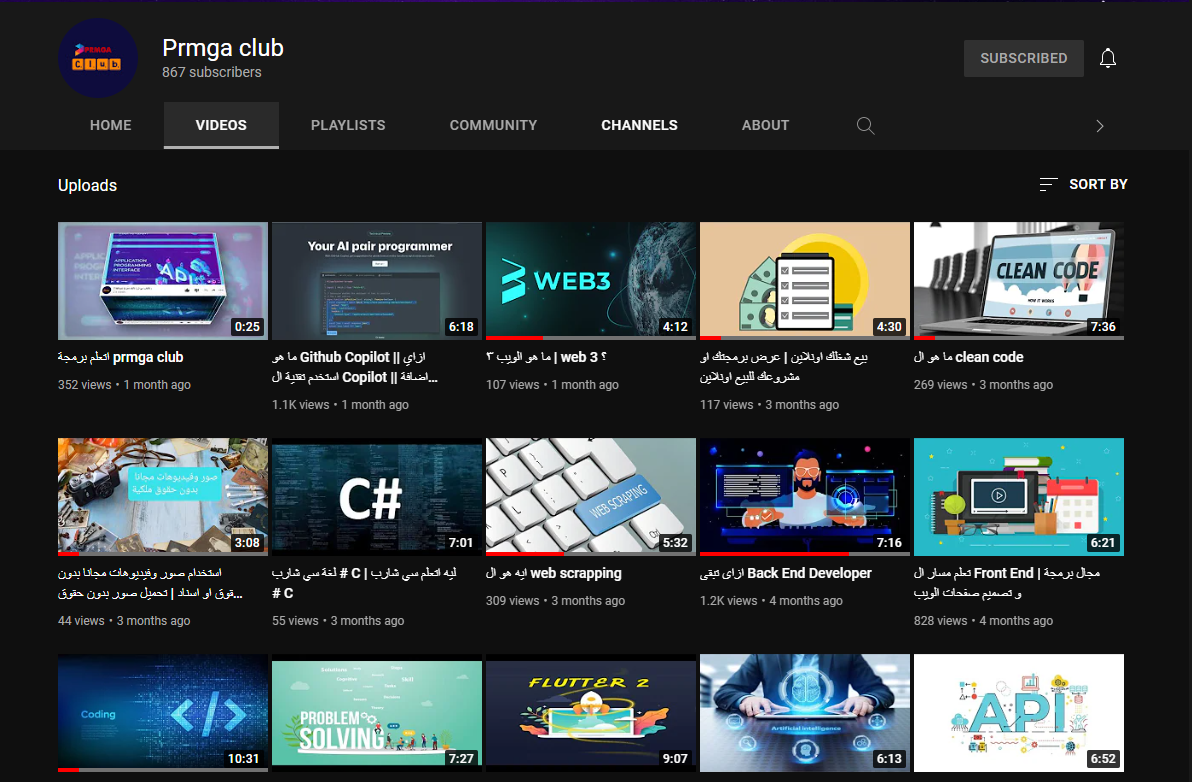 PRMGA
Club
Prmga club
867 subscribers
SUBSCRIBED
HOME
VIDEOS
PLAYLISTS
COMMUNITY
CHANNELS
ABOUT
Uploads
SORT BY
APPLICATION
PROGRAMMING
INTERFACE
API
0:25
اتعلم برمجة prmga club
352 views • 1 month ago
Your AI pair programmer
6:18
ما هو Github Copilot || ازاي
استخدم تقنية ال Copilot || اضافة...
1.1K views • 1 month ago
WEB3
4:12
ما هو الويب ٣ | web 3 ؟
107 views • 1 month ago
4:30
بيع شغلك اونلاين | عرض برمجتك او
مشروعك للبيع اونلاين
117 views • 3 months ago
CLEAN CODE
HOW IT WORKS
7:36
ما هو ال clean code
269 views • 3 months ago
صور وفيديوهات مجانا
بدون حقوق ملكية
3:08
استخدام صور وفيديوهات مجانا بدون
حقوق او اسناد | تحميل صور بدون حقوق...
44 views • 3 months ago
C#
7:01
ليه اتعلم سي شارب | C # لغة سي شارب
C #
55 views • 3 months ago
WEB SCRAPING
5:32
ايه هو ال web scrapping
309 views • 3 months ago
7:16
ازاى تبقى Back End Developer
1.2K views • 4 months ago
6:21
تعلم مسار ال Front End | مجال برمجة
و تصميم صفحات الويب
828 views • 4 months ago
Coding
</>
10:31
Solutions
Skill
PROBLEM
SOLVING
7:27
FLUTTER 2
9:07
Artificial Intelligence
6:13
API
6:52